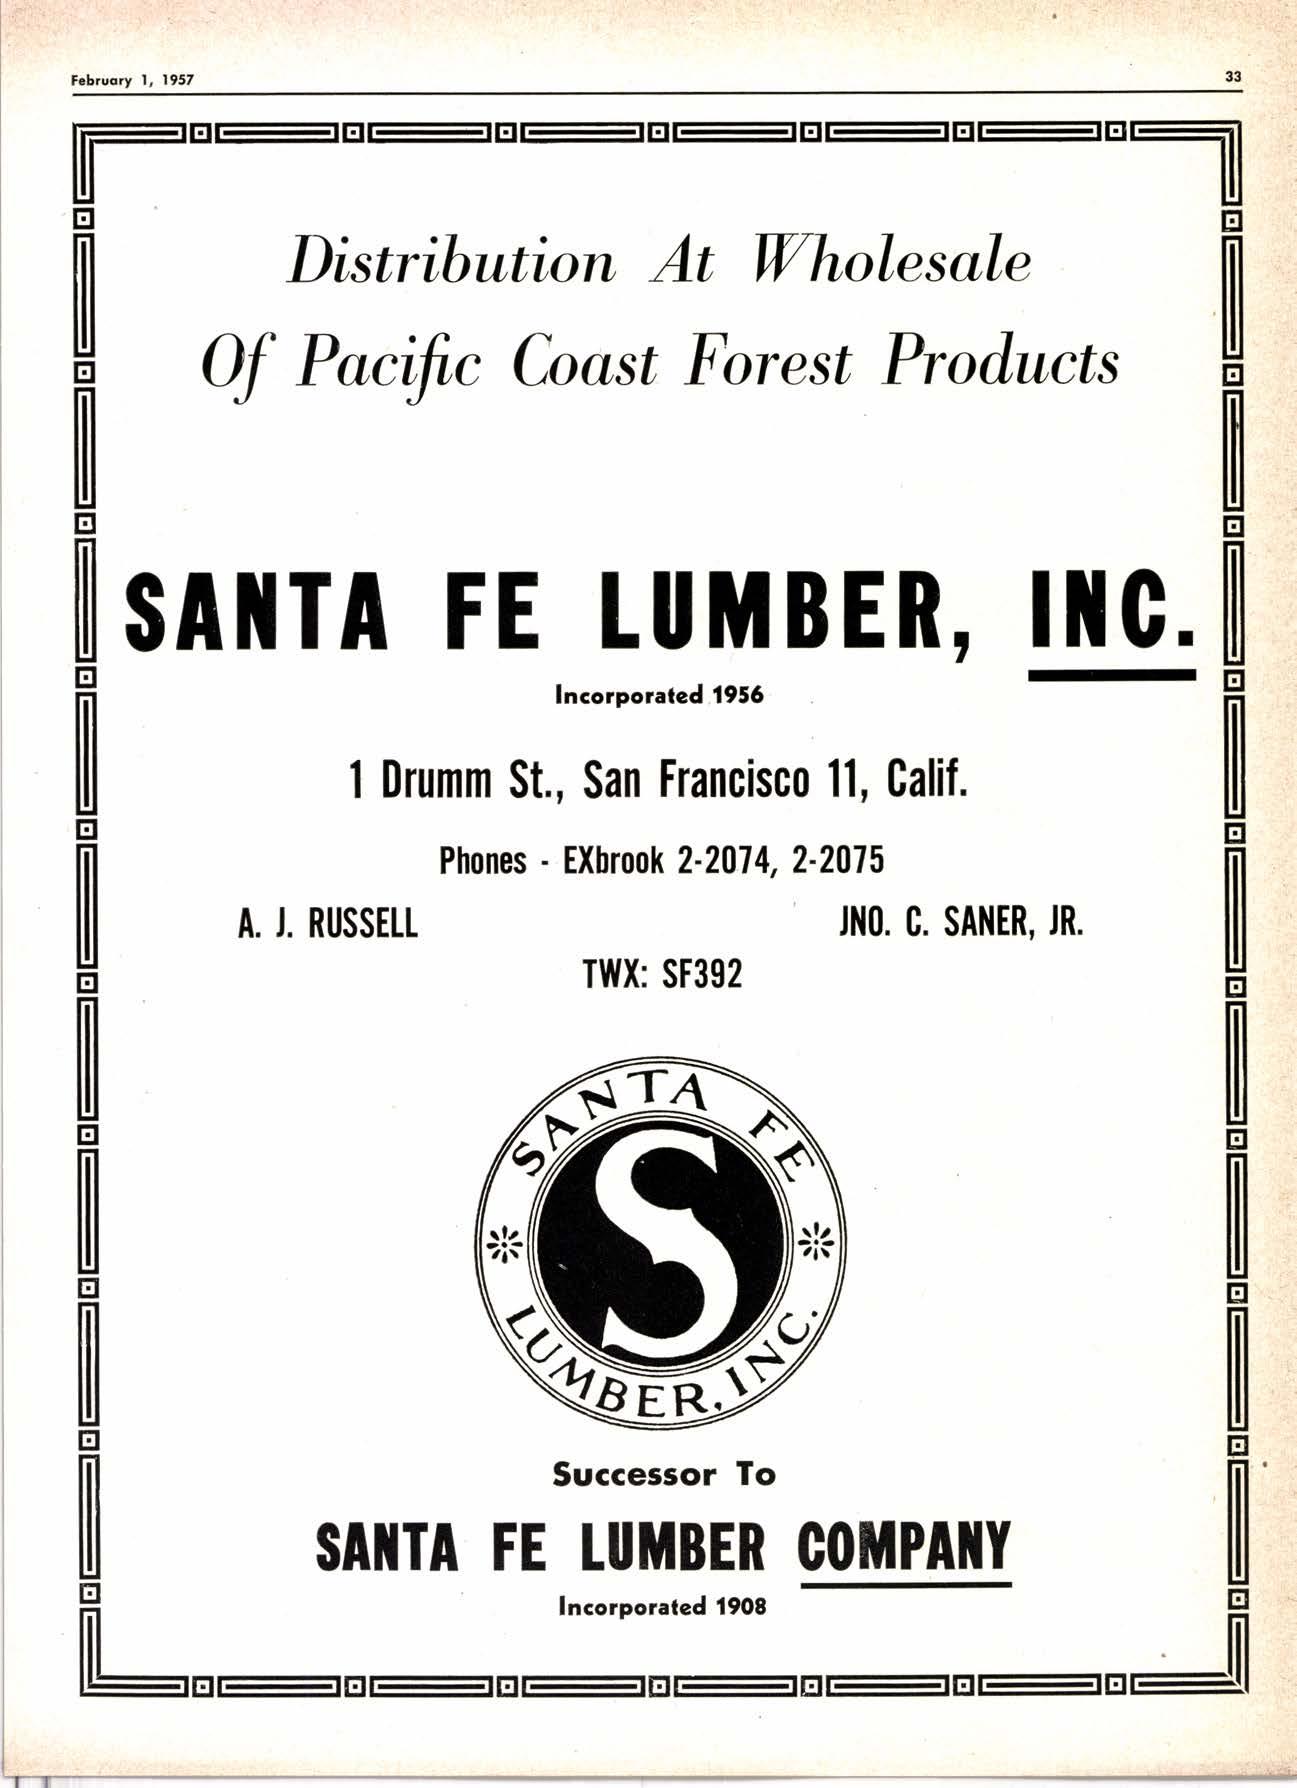 February 1, 1957
33
Distribution At Wholesale
Of Pacific Coast Forest Products
SANTA FE LUMBER, INC.
Incorporated 1956
1 Drumm St., San Francisco 11, Calif.
Phones - EXbrook 2-2074, 2-2075
A. J. RUSSELL
JNO. C. SANER, JR.
TWX: SF392
SANTA FE
S
LUMBER, INC.
Successor To
SANTA FE LUMBER COMPANY
Incorporated 1908